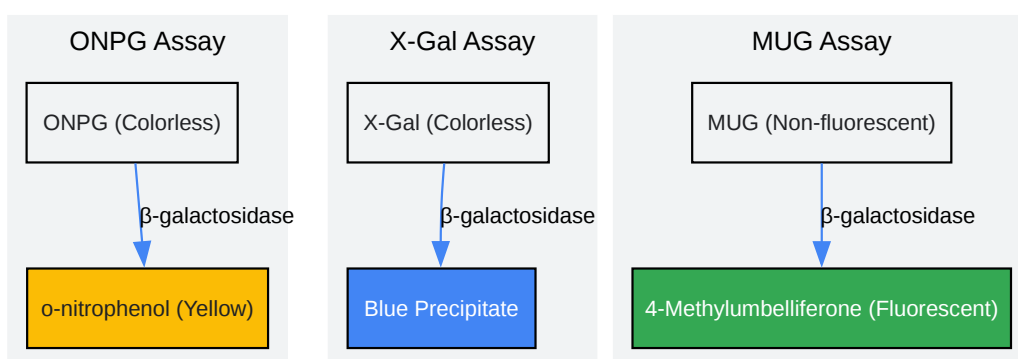 ONPG Assay
ONPG (Colorless)
β-galactosidase
o-nitrophenol (Yellow)
X-Gal Assay
X-Gal (Colorless)
β-galactosidase
Blue Precipitate
MUG Assay
MUG (Non-fluorescent)
β-galactosidase
4-Methylumbelliferone (Fluorescent)